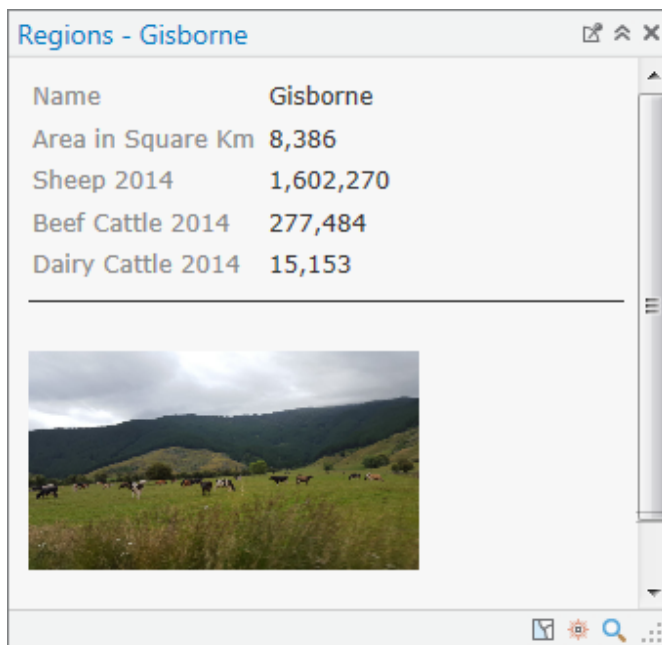 Regions - Gisborne
Name Gisborne
Area in Square Km 8,386
Sheep 2014 1,602,270
Beef Cattle 2014 277,484
Dairy Cattle 2014 15,153